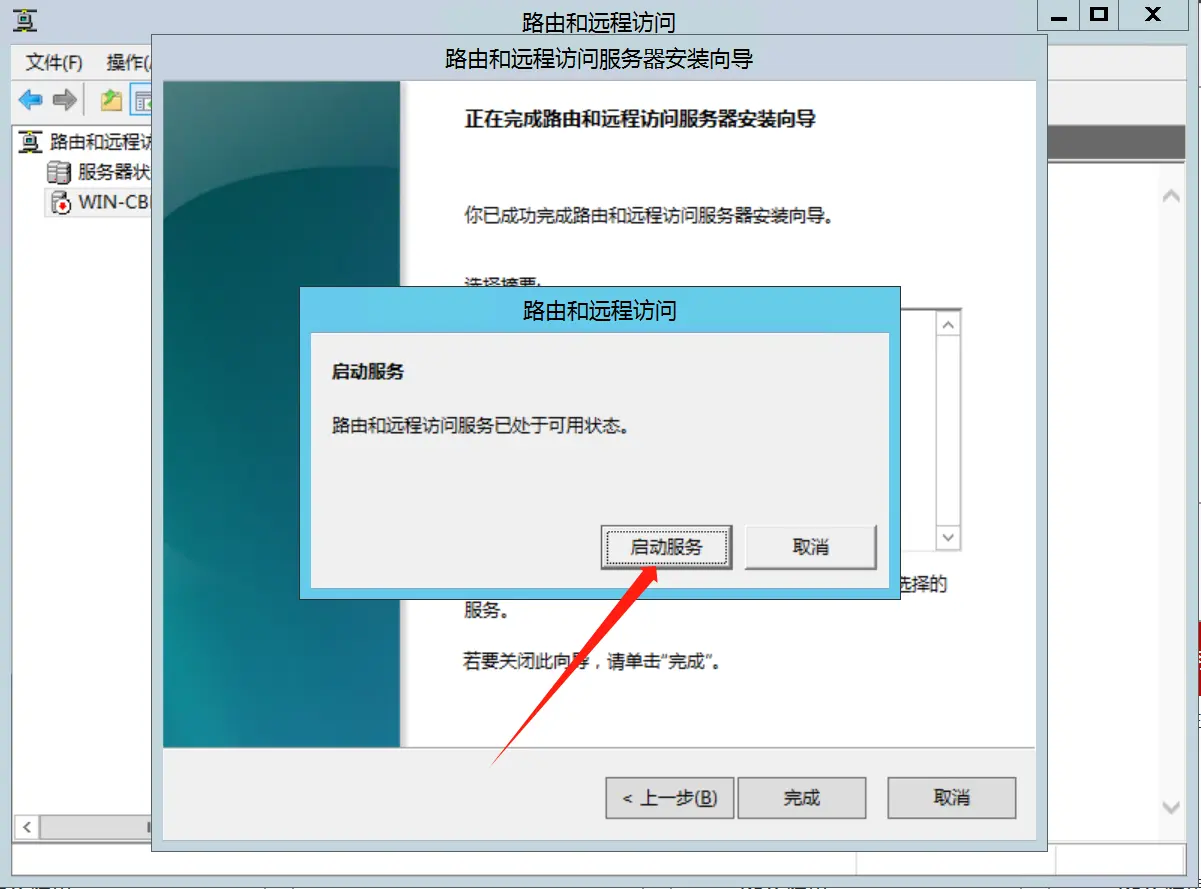 路由和远程访问
路由和远程访问服务器安装向导
文件(F) 操作(
正在完成路由和远程访问服务器安装向导
路由和远程访
服务器状
WIN-CB
你已成功完成路由和远程访问服务器安装向导。
选择摘要:
路由和远程访问
启动服务
路由和远程访问服务已处于可用状态。
启动服务 取消
选择的
服务。
若要关闭此向导，请单击“完成”。
< 上一步(B) 完成 取消